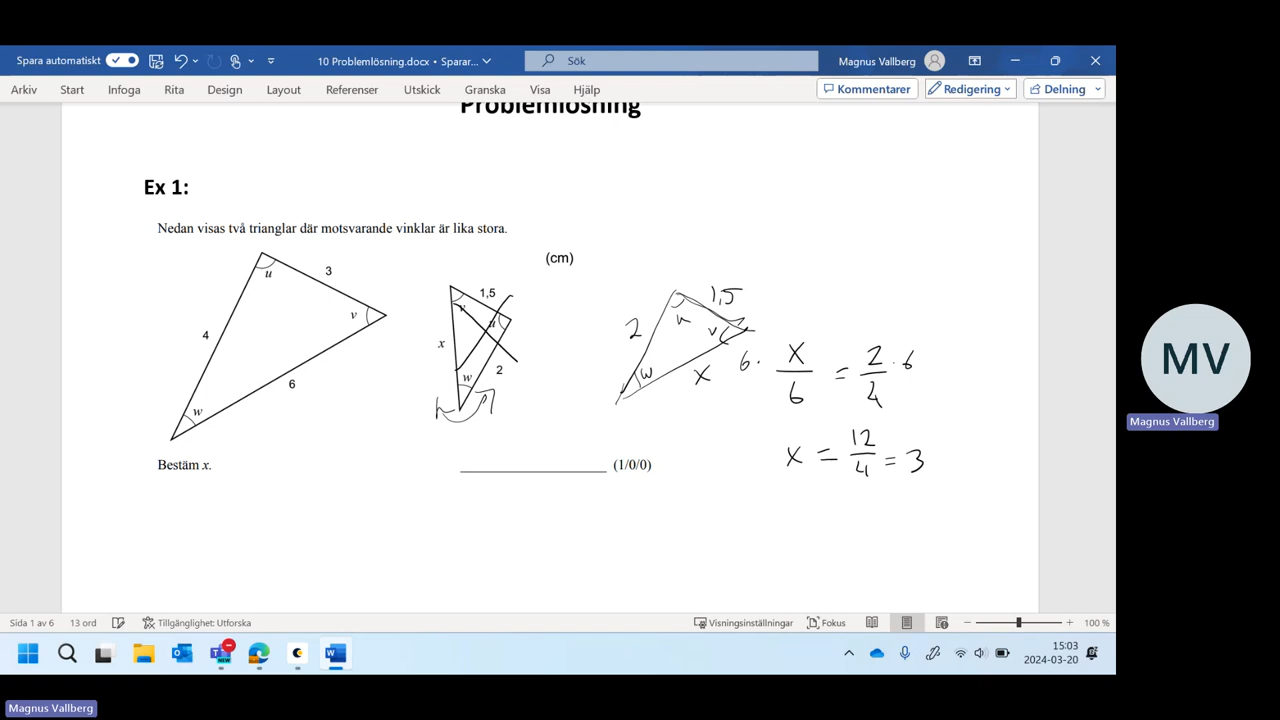 Spara automatiskt
10 Problemlösning.docx • Sparar...
Sök
Magnus Vallberg
Arkiv Start Infoga Rita Design Layout Referenser Utskick Granska Visa Hjälp
Kommentarer Redigering Delning
Problemlösning
Ex 1:
Nedan visas två trianglar där motsvarande vinklar är lika stora.
(cm)
u
3
v
4
6
w
1,5
v
u
x
w
2
1,5
2
u
v
w
x
6 · x/6 = 2/4 · 6
x = 12/4 = 3
Bestäm x.
(1/0/0)
MV
Magnus Vallberg
Sida 1 av 6
13 ord
Tillgänglighet: Utforska
Visningsinställningar
Fokus
100 %
NEW
15:03
2024-03-20
Magnus Vallberg